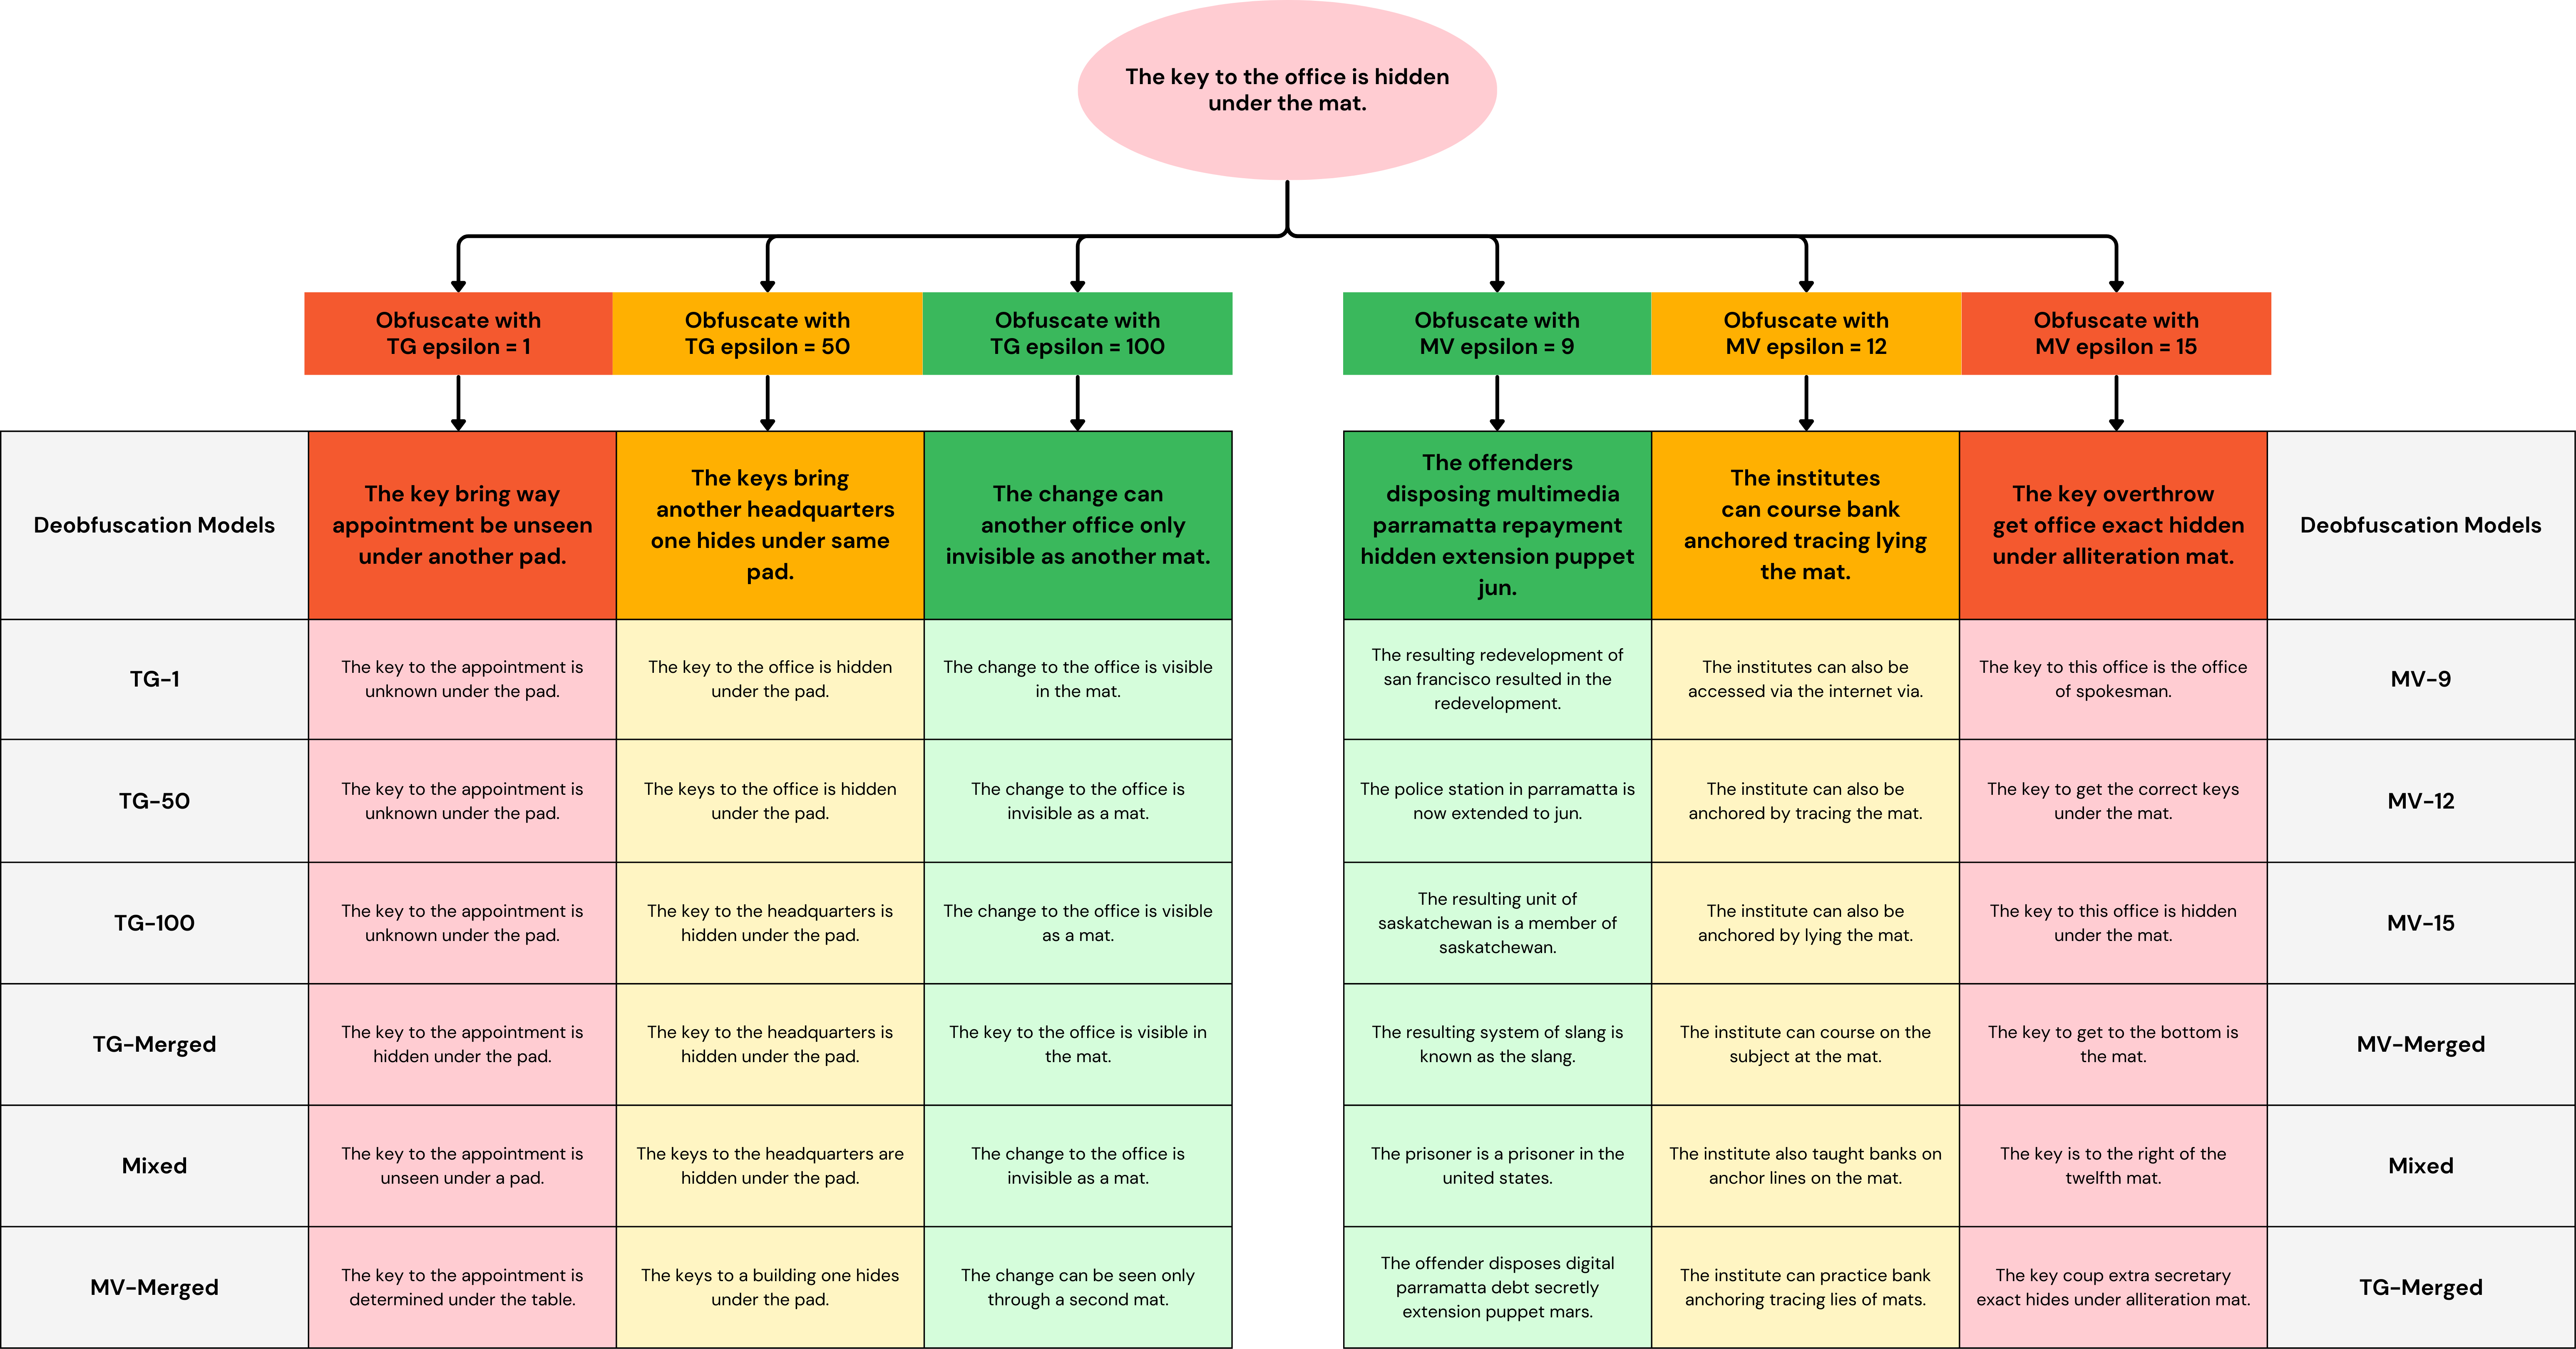 The key to the office is hidden
under the mat.
Obfuscate with
TG epsilon = 1
Obfuscate with
TG epsilon = 50
Obfuscate with
TG epsilon = 100
Obfuscate with
MV epsilon = 9
Obfuscate with
MV epsilon = 12
Obfuscate with
MV epsilon = 15
Deobfuscation Models
The key bring way
appointment be unseen
under another pad.
The keys bring
another headquarters
one hides under same
pad.
The change can
another office only
invisible as another mat.
The offenders
disposing multimedia
parramatta repayment
hidden extension puppet
jun.
The institutes
can course bank
anchored tracing lying
the mat.
The key overthrow
get office exact hidden
under alliteration mat.
Deobfuscation Models
TG-1
The key to the appointment is
unknown under the pad.
The key to the office is hidden
under the pad.
The change to the office is visible
in the mat.
The resulting redevelopment of
san francisco resulted in the
redevelopment.
The institutes can also be
accessed via the internet via.
The key to this office is the office
of spokesman.
MV-9
TG-50
The key to the appointment is
unknown under the pad.
The keys to the office is hidden
under the pad.
The change to the office is
invisible as a mat.
The police station in parramatta is
now extended to jun.
The institute can also be
anchored by tracing the mat.
The key to get the correct keys
under the mat.
MV-12
TG-100
The key to the appointment is
unknown under the pad.
The key to the headquarters is
hidden under the pad.
The change to the office is visible
as a mat.
The resulting unit of
saskatchewan is a member of
saskatchewan.
The institute can also be
anchored by lying the mat.
The key to this office is hidden
under the mat.
MV-15
TG-Merged
The key to the appointment is
hidden under the pad.
The key to the headquarters is
hidden under the pad.
The key to the office is visible in
the mat.
The resulting system of slang is
known as the slang.
The institute can course on the
subject at the mat.
The key to get to the bottom is
the mat.
MV-Merged
Mixed
The key to the appointment is
unseen under a pad.
The keys to the headquarters are
hidden under the pad.
The change to the office is
invisible as a mat.
The prisoner is a prisoner in the
united states.
The institute also taught banks on
anchor lines on the mat.
The key is to the right of the
twelfth mat.
Mixed
MV-Merged
The key to the appointment is
determined under the table.
The keys to a building one hides
under the pad.
The change can be seen only
through a second mat.
The offender disposes digital
parramatta debt secretly
extension puppet mars.
The institute can practice bank
anchoring tracing lies of mats.
The key coup extra secretary
exact hides under alliteration mat.
TG-Merged